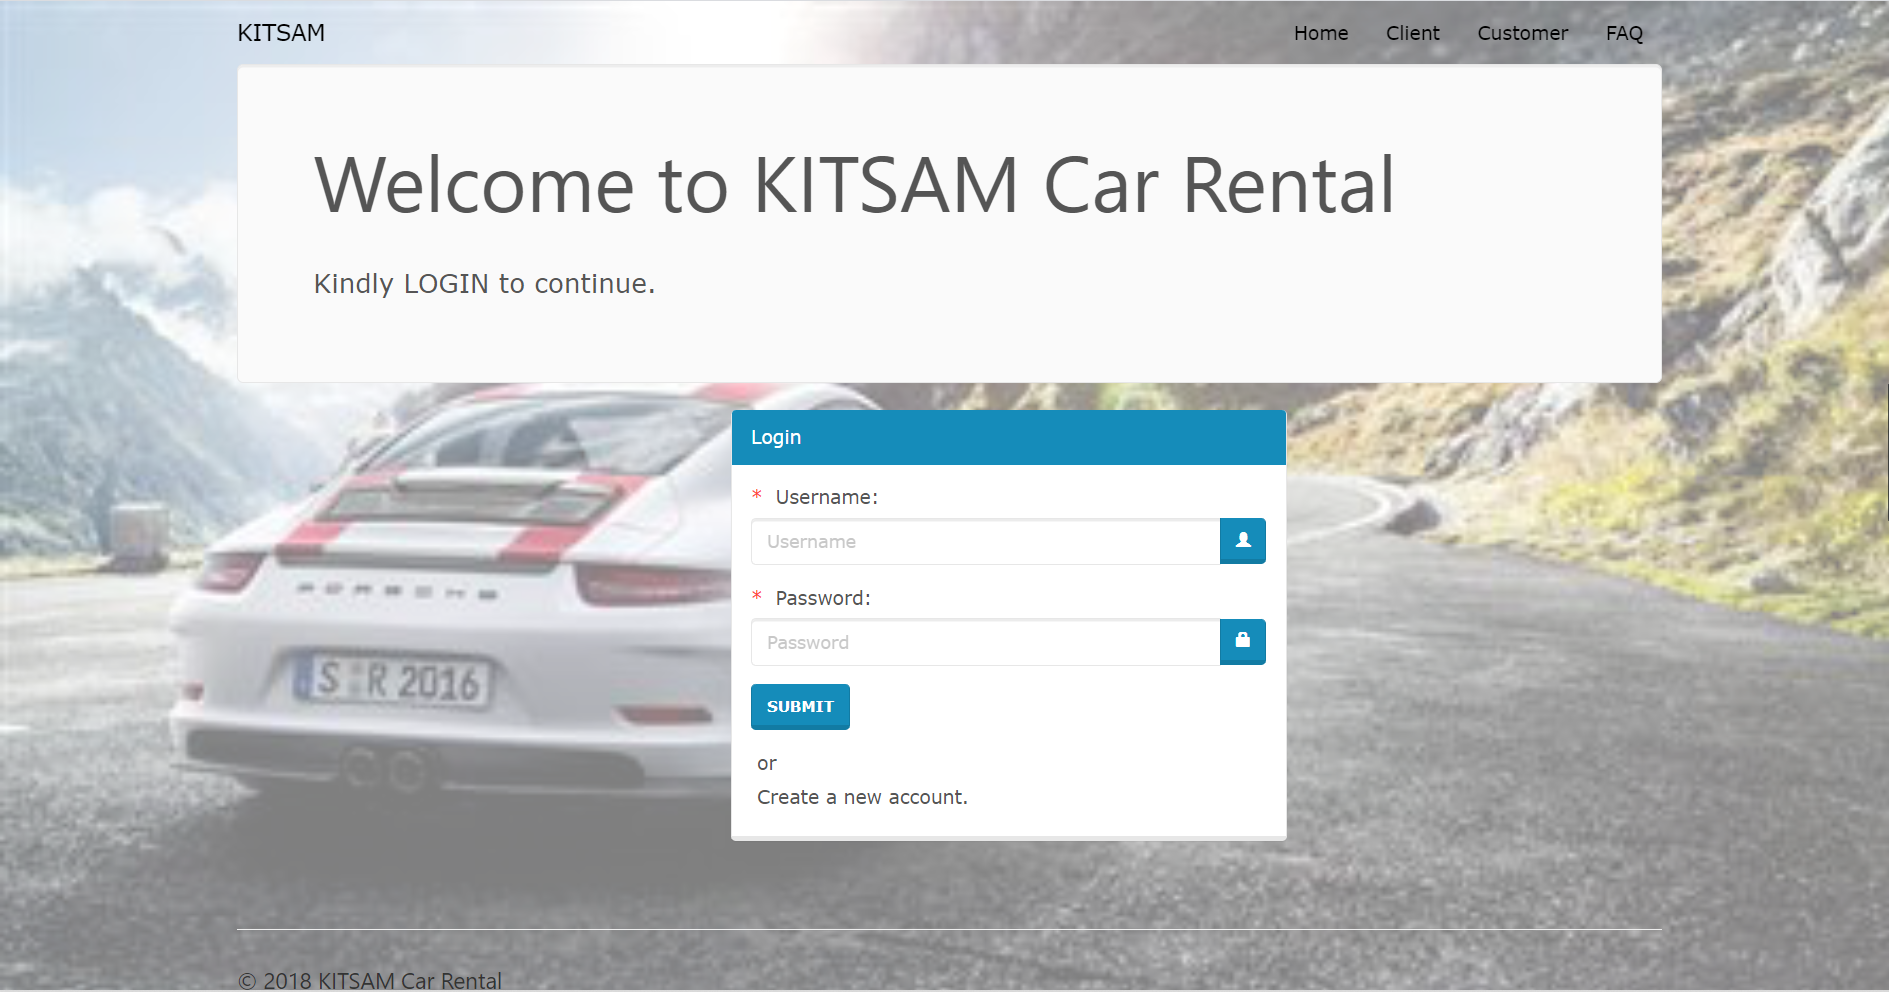 KITSAM Home Client Customer FAQ
Welcome to KITSAM Car Rental
Kindly LOGIN to continue.
Login
* Username:
Username
* Password:
Password
SUBMIT
or
Create a new account.
PORSCHE
S R 2016
© 2018 KITSAM Car Rental